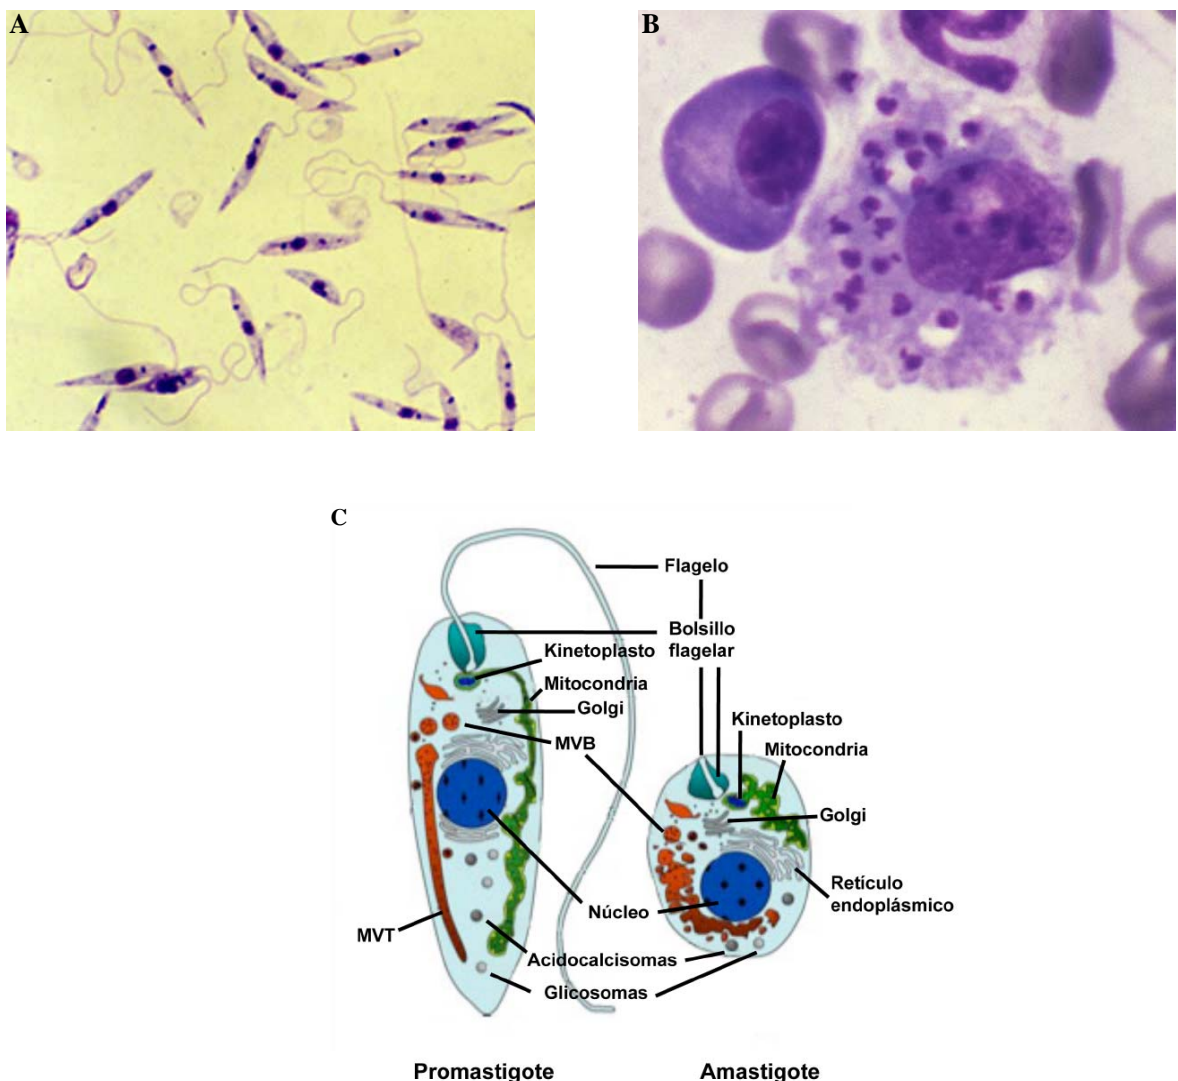 A
B
C
Flagelo
Bolsillo
flagelar
Kinetoplasto
Mitocondria
Golgi
MVB
Kinetoplasto
Mitocondria
Golgi
Retículo
endoplásmico
Núcleo
MVT
Acidocalcisomas
Glicosomas
Promastigote
Amastigote